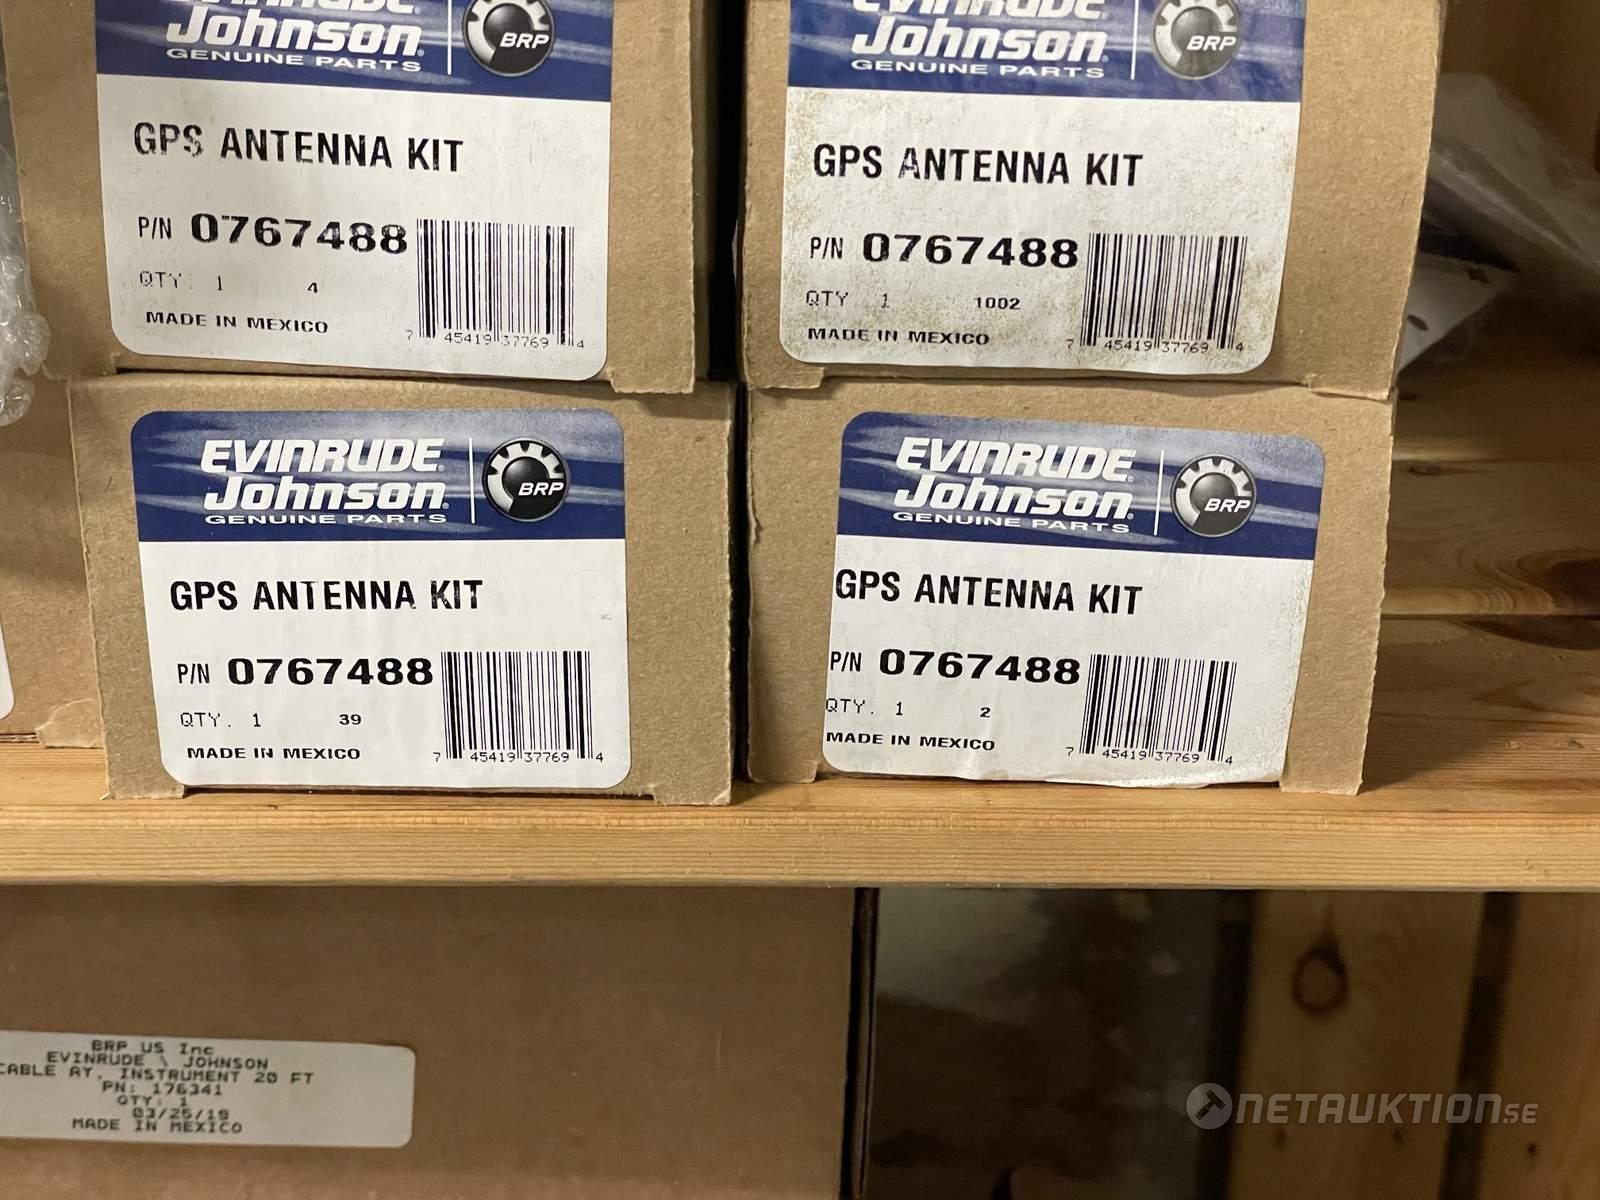 EVINRUDE
Johnson
GENUINE PARTS
BRP
GPS ANTENNA KIT
P/N 0767488
QTY 1 4
MADE IN MEXICO
7 45419 37769 4
EVINRUDE
Johnson
GENUINE PARTS
BRP
GPS ANTENNA KIT
P/N 0767488
QTY 1 1002
MADE IN MEXICO
7 45419 37769 4
EVINRUDE
Johnson
GENUINE PARTS
BRP
GPS ANTENNA KIT
P/N 0767488
QTY. 1 39
MADE IN MEXICO
7 45419 37769 4
EVINRUDE
Johnson
GENUINE PARTS
BRP
GPS ANTENNA KIT
P/N 0767488
QTY. 1 2
MADE IN MEXICO
7 45419 37769 4
BRP US Inc
EVINRUDE \ JOHNSON
CABLE AY, INSTRUMENT 20 FT
PN: 176341
QTY: 1
03/25/19
MADE IN MEXICO
NETAUKTION.SE